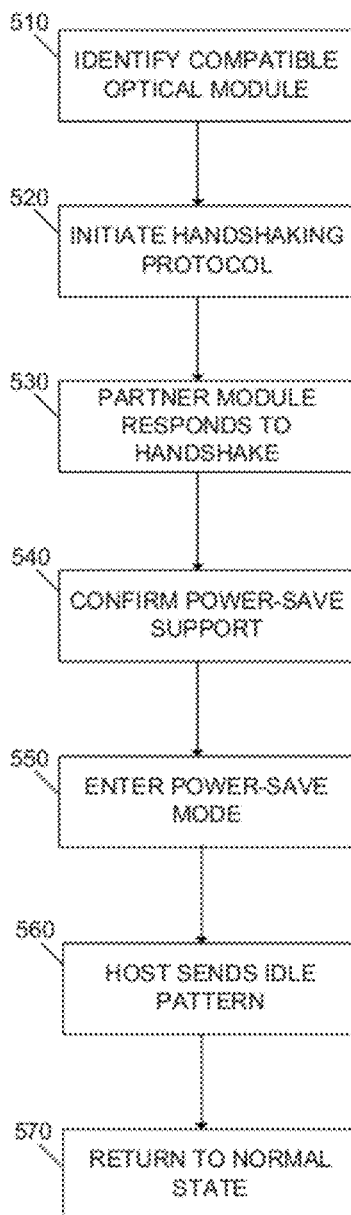 510
IDENTIFY COMPATIBLE
OPTICAL MODULE
520
INITIATE HANDSHAKING
PROTOCOL
530
PARTNER MODULE
RESPONDS TO
HANDSHAKE
540
CONFIRM POWER-SAVE
SUPPORT
550
ENTER POWER-SAVE
MODE
560
HOST SENDS IDLE
PATTERN
570
RETURN TO NORMAL
STATE